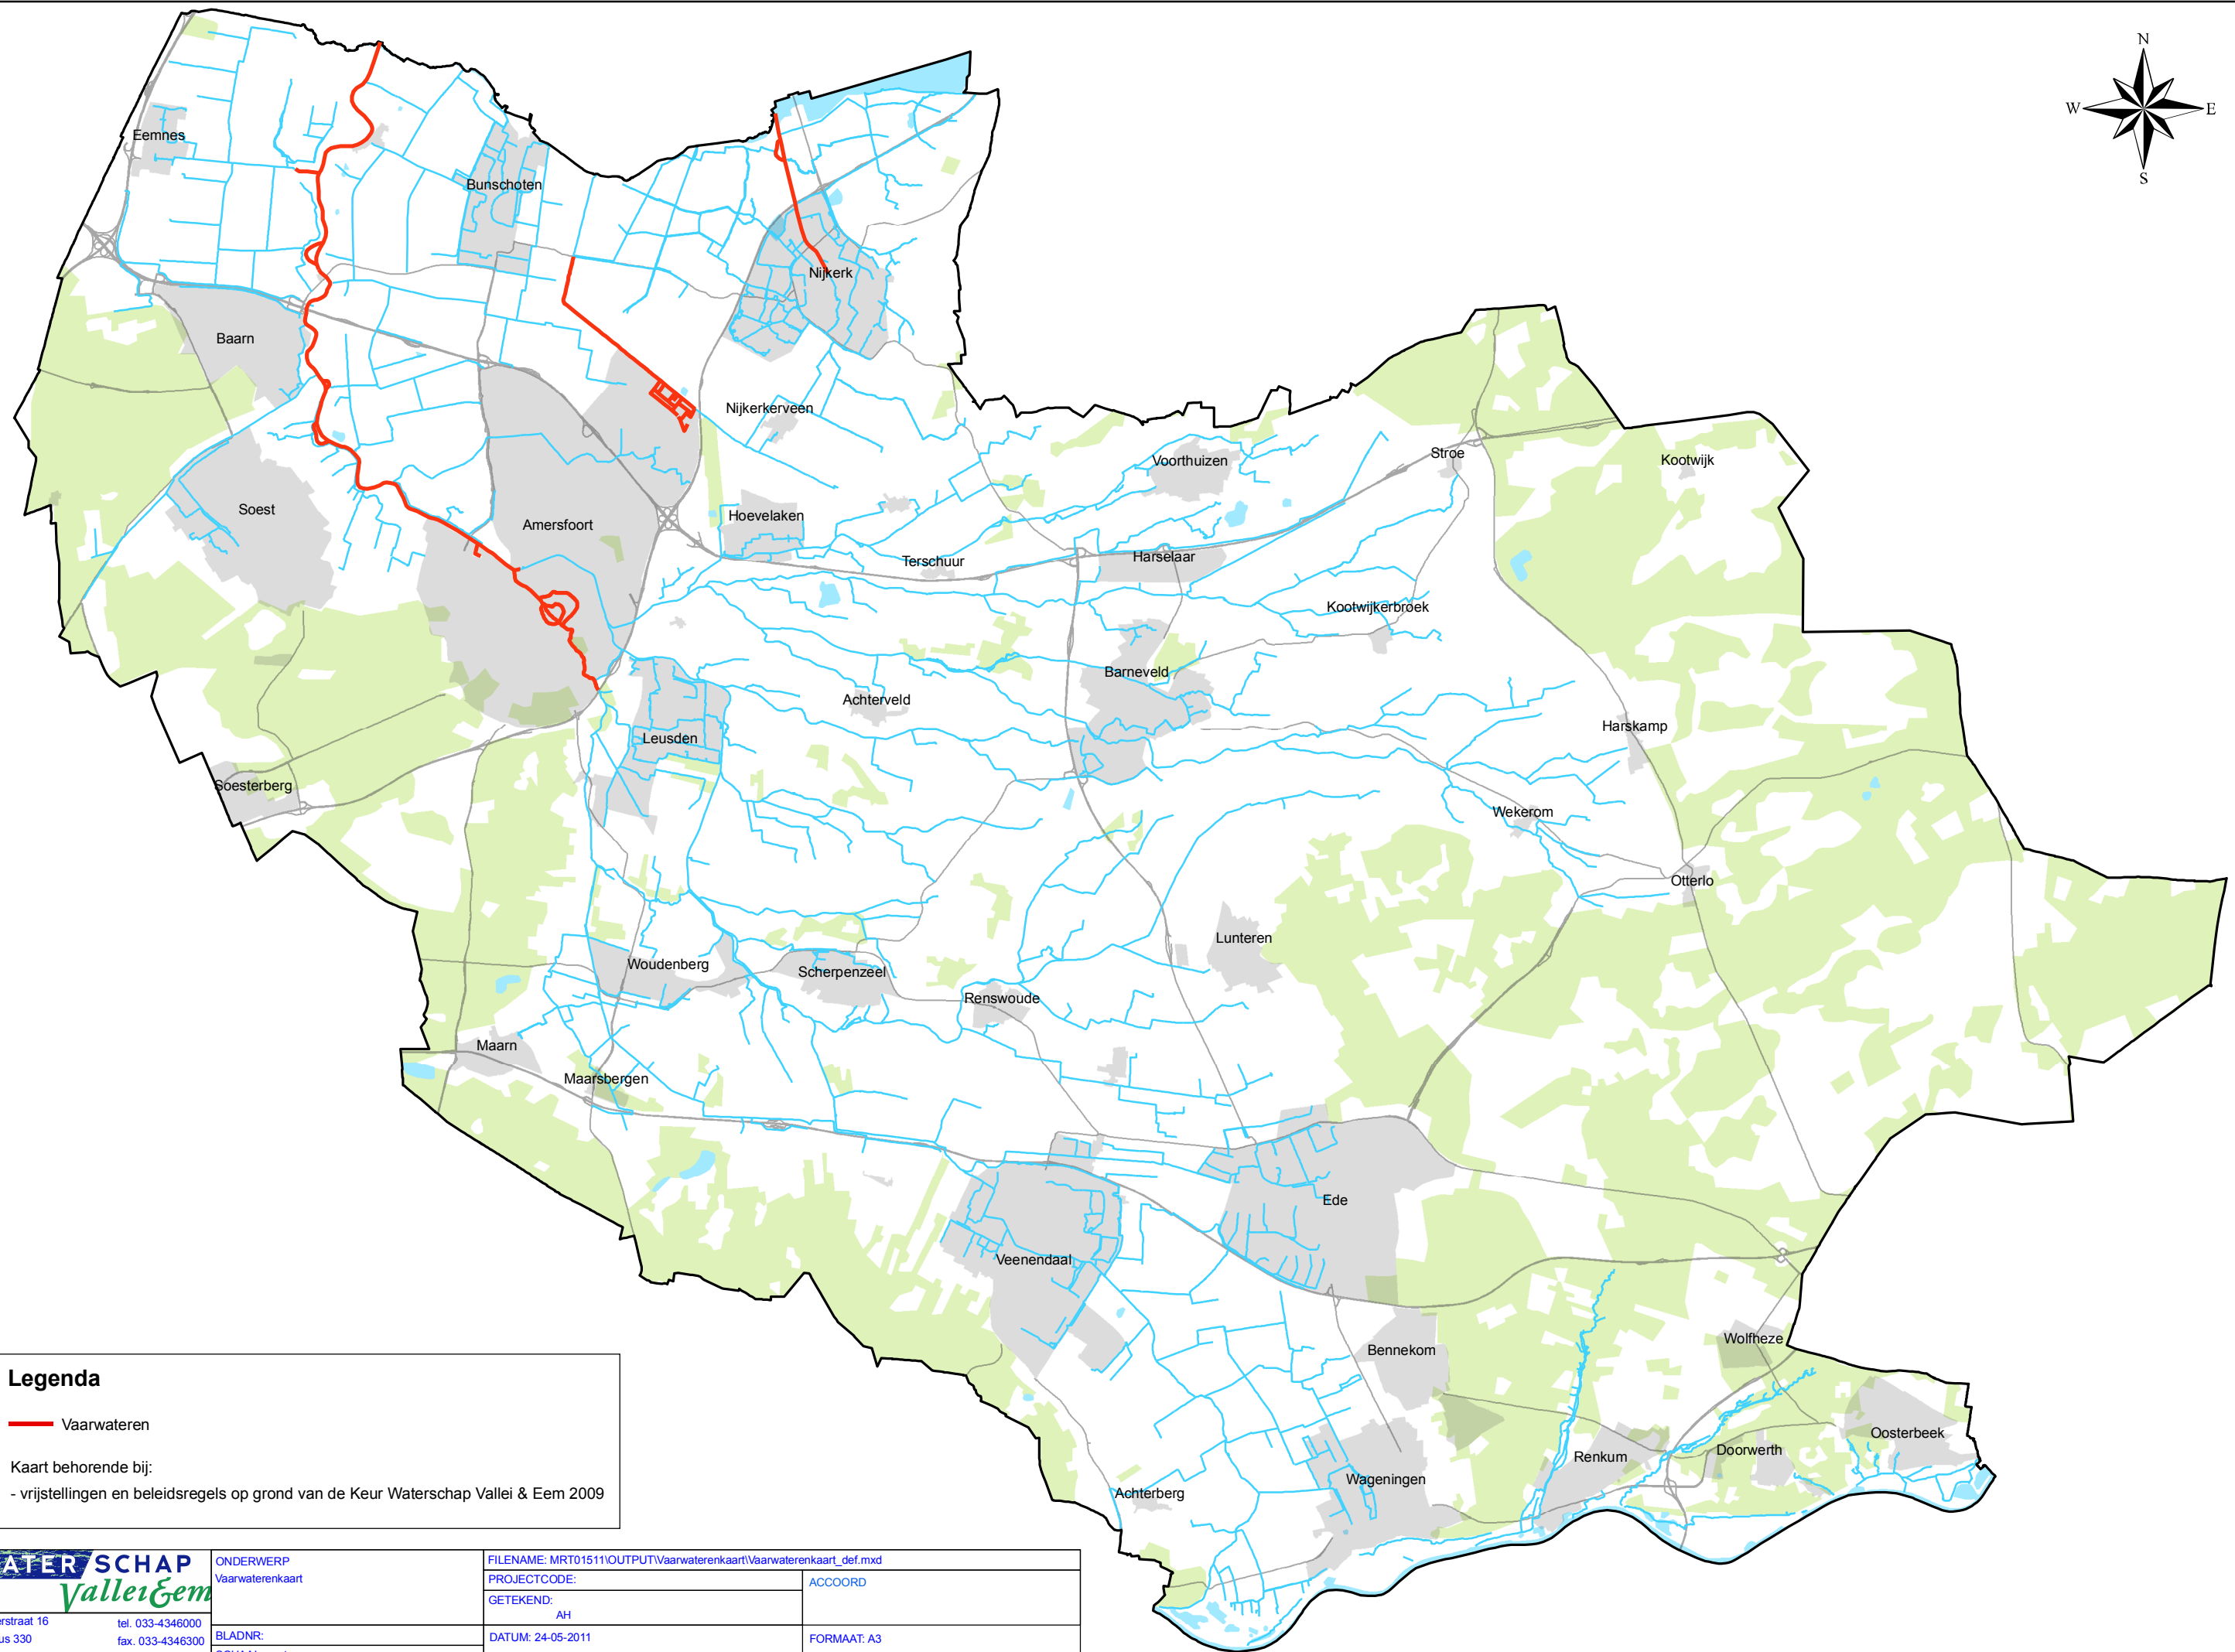 N
W
E
S
Eemnes
Bunschoten
Nijkerk
Baarn
Nijkerkerveen
Voorthuizen
Stroe
Kootwijk
Soest
Amersfoort
Hoevelaken
Terschuur
Harselaar
Kootwijkerbroek
Barneveld
Achterveld
Leusden
Harskamp
Soesterberg
Wekerom
Otterlo
Lunteren
Woudenberg
Scherpenzeel
Renswoude
Maarn
Maarsbergen
Ede
Veenendaal
Bennekom
Wolfheze
Oosterbeek
Renkum
Doorwerth
Wageningen
Achterberg
Legenda
Vaarwateren
Kaart behorende bij:
- vrijstellingen en beleidsregels op grond van de Keur Waterschap Vallei & Eem 2009
ATERSCHAP
Vallei&eem
erstraat 16
tel. 033-4346000
us 330
fax. 033-4346300
ONDERWERP
Vaarwaterenkaart
BLADNR:
FILENAME: MRT01511\OUTPUT\Vaarwaterenkaart\Vaarwaterenkaart_def.mxd
PROJECTCODE:
ACCOORD
GETEKEND:
AH
DATUM: 24-05-2011
FORMAAT: A3